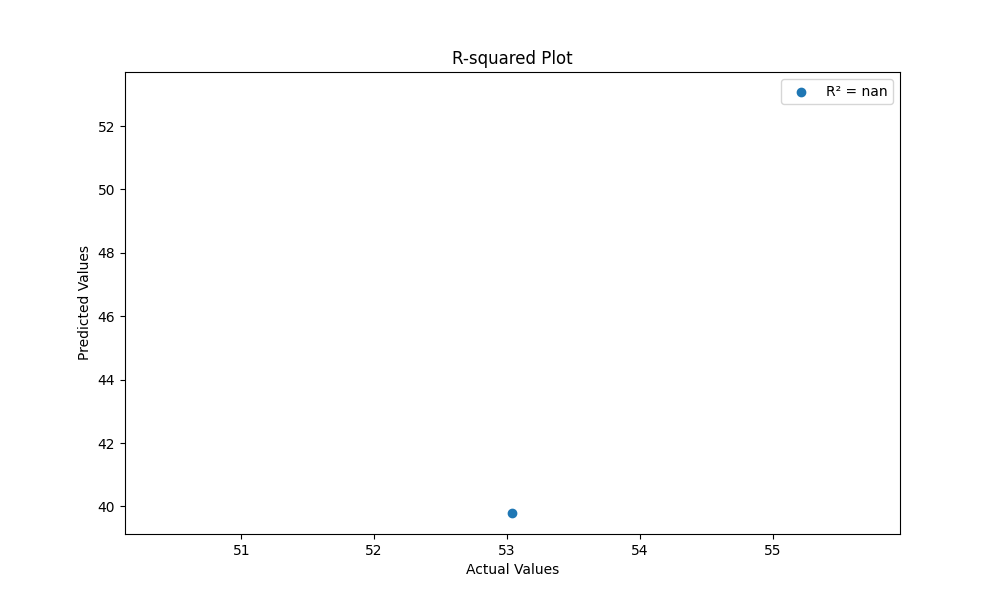 R-squared Plot
R² = nan
52
50
48
46
44
42
40
Predicted Values
51 52 53 54 55
Actual Values